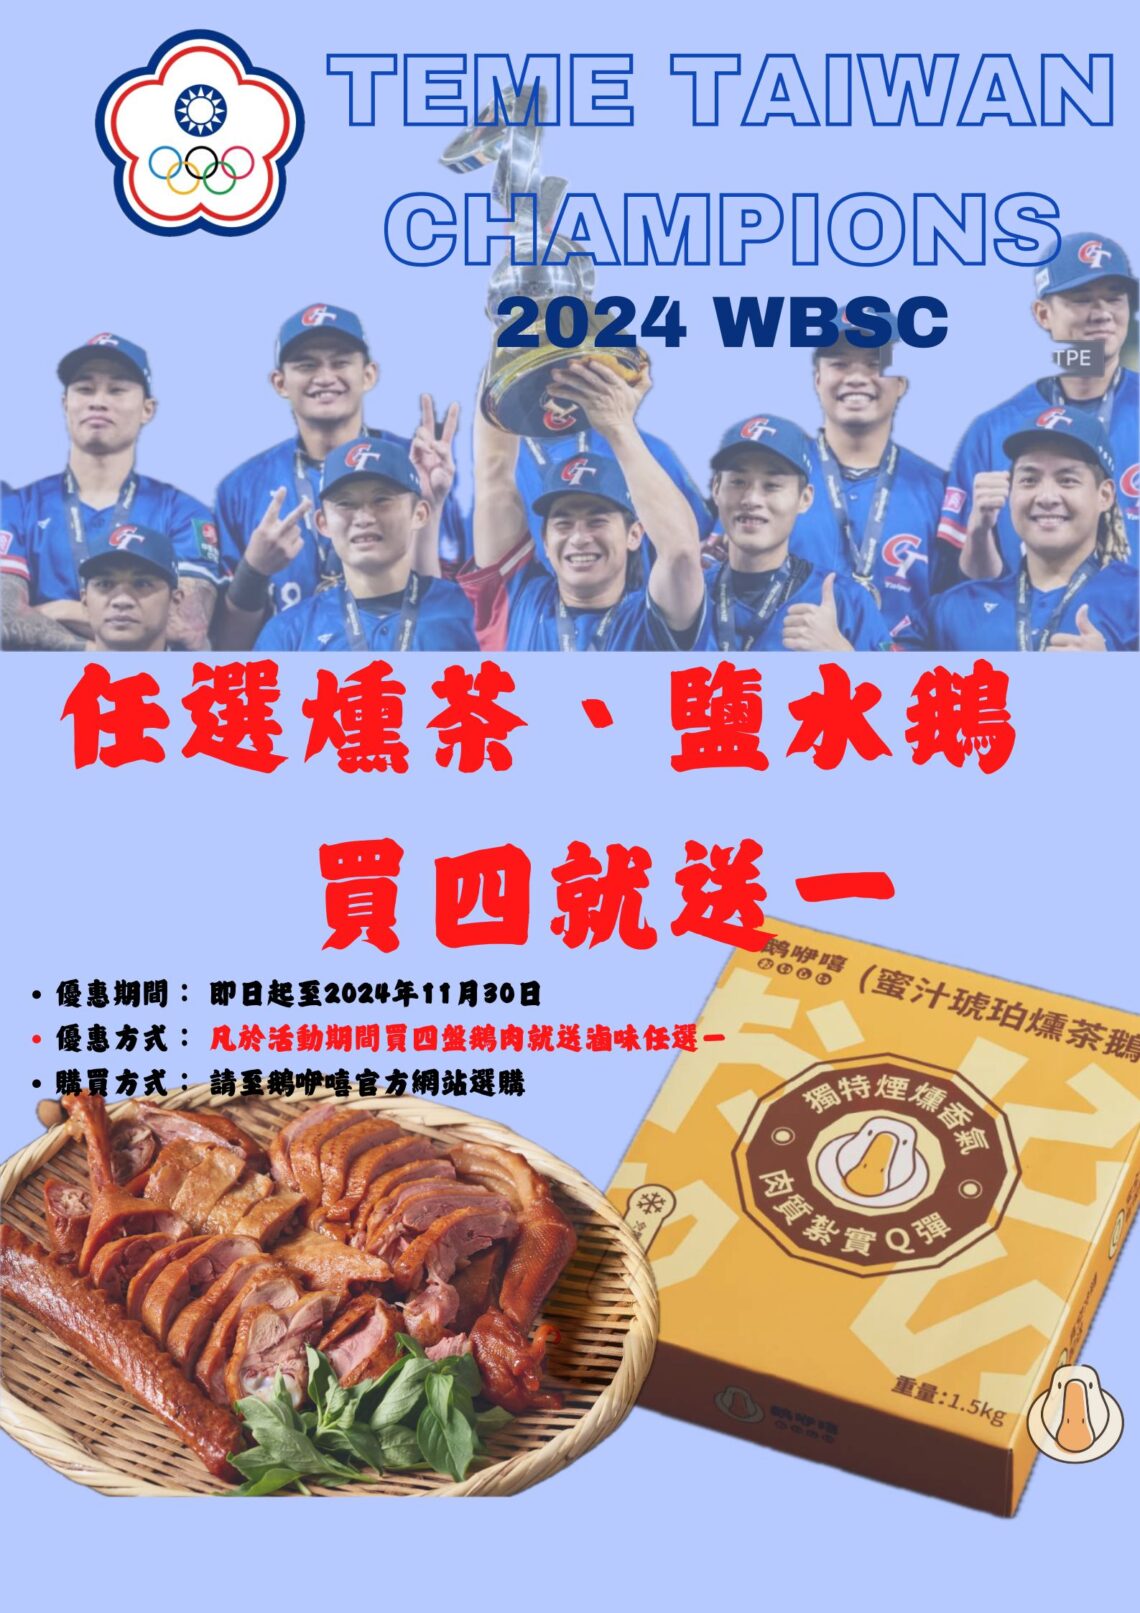 TEME TAIWAN
CHAMPIONS
2024 WBSC
TPE
任選燻茶、鹽水鵝
買四就送一
• 優惠期間： 即日起至2024年11月30日
• 優惠方式： 凡於活動期間買四盤鵝肉就送滷味任選一
• 購買方式： 請至鵝咿嘻官方網站選購
鵝咿嘻
(蜜汁琥珀燻茶鵝
獨特煙燻香氣
肉質紮實Q彈
重量:1.5kg
鵝咿嘻